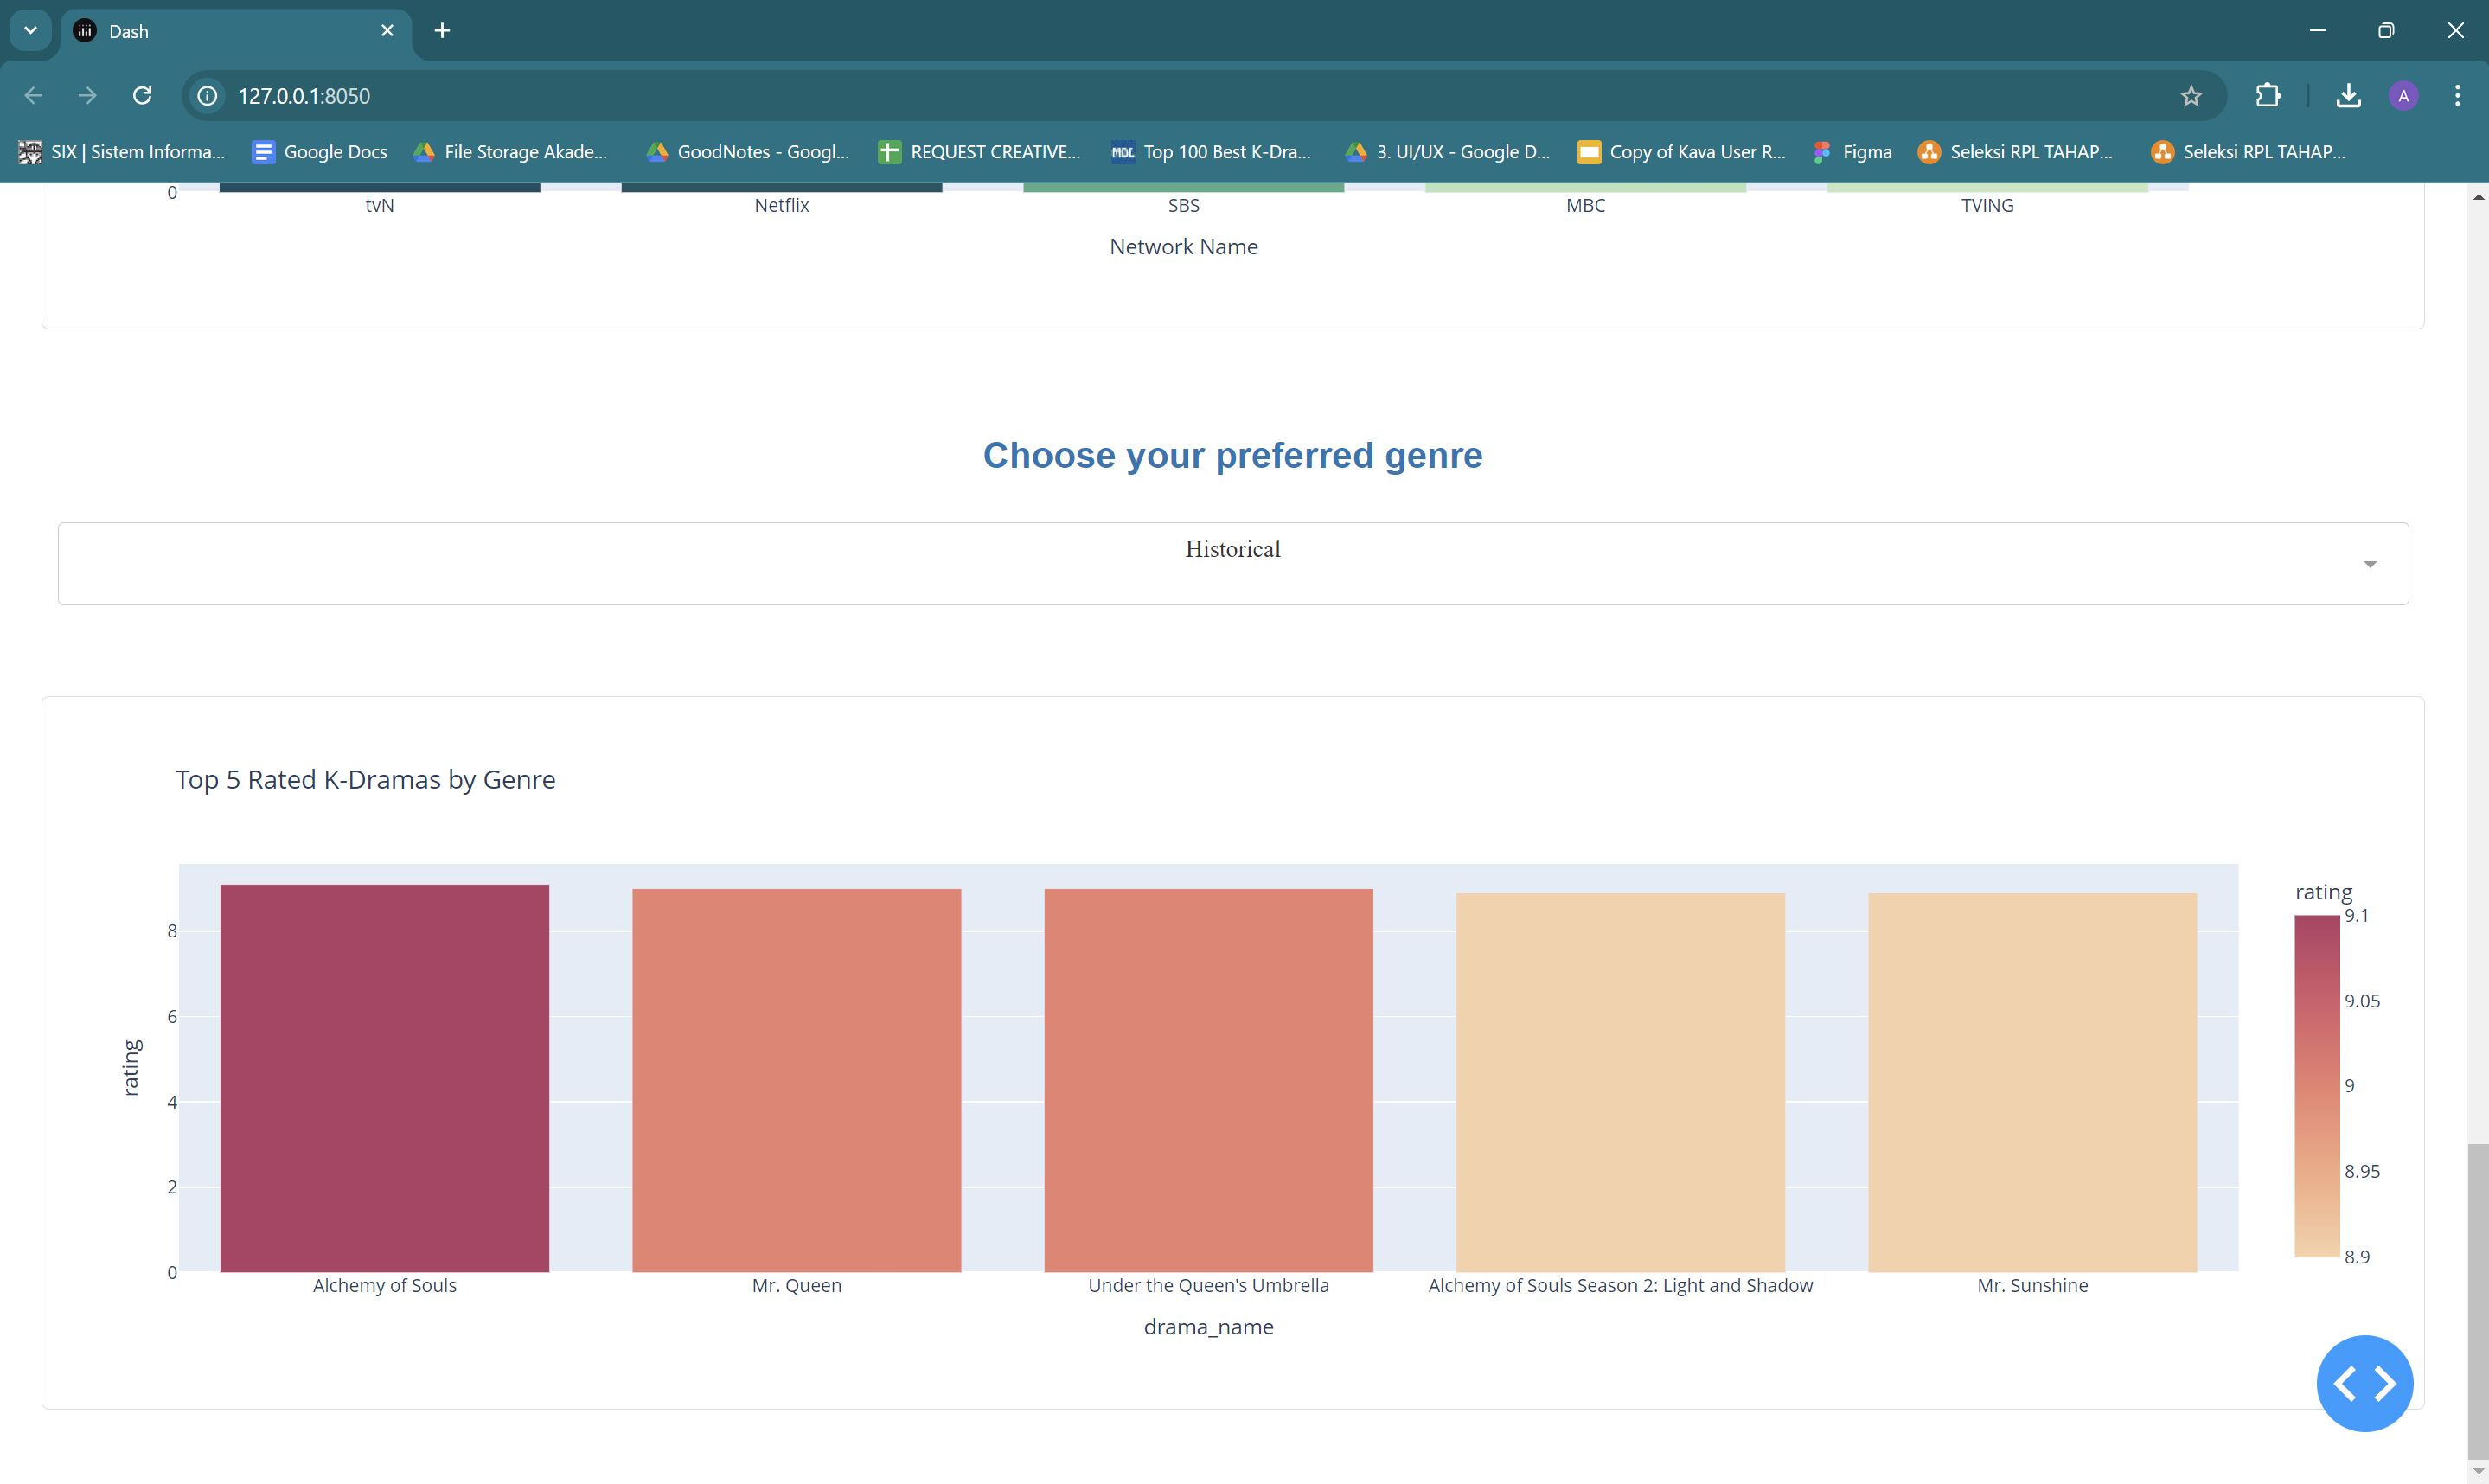 Dash
127.0.0.1:8050
A
SIX | Sistem Informa...
Google Docs
File Storage Akade...
GoodNotes - Googl...
REQUEST CREATIVE...
MDL
Top 100 Best K-Dra...
3. UI/UX - Google D...
Copy of Kava User R...
Figma
Seleksi RPL TAHAP...
Seleksi RPL TAHAP...
0
tvN
Netflix
SBS
MBC
TVING
Network Name
Choose your preferred genre
Historical
Top 5 Rated K-Dramas by Genre
rating
8
6
4
2
0
Alchemy of Souls
Mr. Queen
Under the Queen's Umbrella
Alchemy of Souls Season 2: Light and Shadow
Mr. Sunshine
drama_name
rating
9.1
9.05
9
8.95
8.9